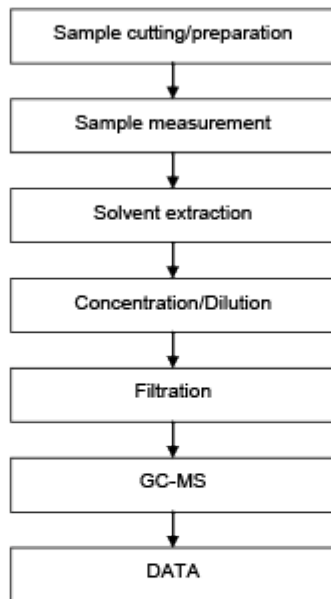 Sample cutting/preparation
Sample measurement
Solvent extraction
Concentration/Dilution
Filtration
GC-MS
DATA